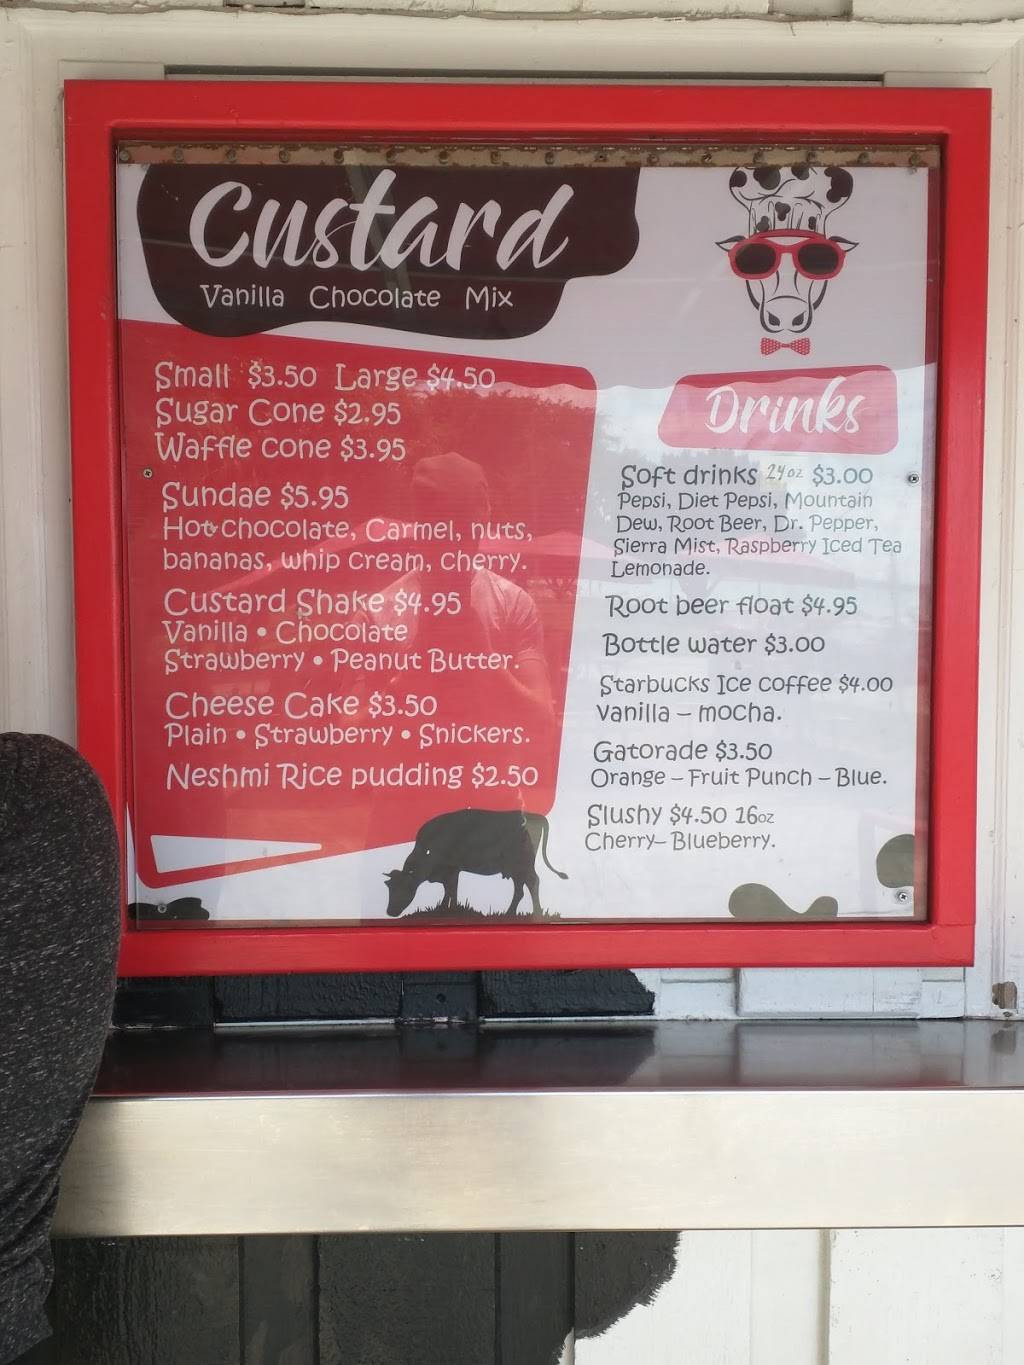 Custard
Vanilla Chocolate Mix
Small $3.50 Large $4.50
Sugar Cone $2.95
Waffle cone $3.95
Sundae $5.95
Hot chocolate, Carmel, nuts,
bananas, whip cream, cherry.
Custard Shake $4.95
Vanilla • Chocolate
Strawberry • Peanut Butter.
Cheese Cake $3.50
Plain • Strawberry • Snickers.
Neshmi Rice pudding $2.50
Drinks
Soft drinks 24oz $3.00
Pepsi, Diet Pepsi, Mountain
Dew, Root Beer, Dr. Pepper,
Sierra Mist, Raspberry Iced Tea
Lemonade.
Root beer float $4.95
Bottle water $3.00
Starbucks Ice coffee $4.00
Vanilla – mocha.
Gatorade $3.50
Orange – Fruit Punch – Blue.
Slushy $4.50 16oz
Cherry– Blueberry.